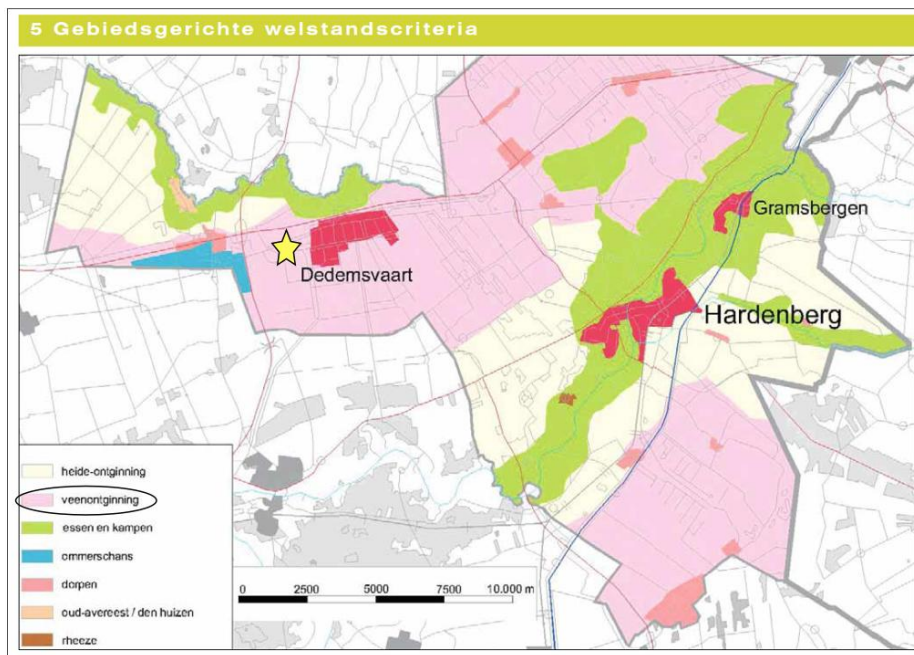 5 Gebiedsgerichte welstandscriteria
Gramsbergen
Dedemsvaart
Hardenberg
heide-ontginning
veenontginning
essen en kampen
ommerschans
dorpen
oud-avereest / den huizen
rheeze
0 2500 5000 7500 10.000 m